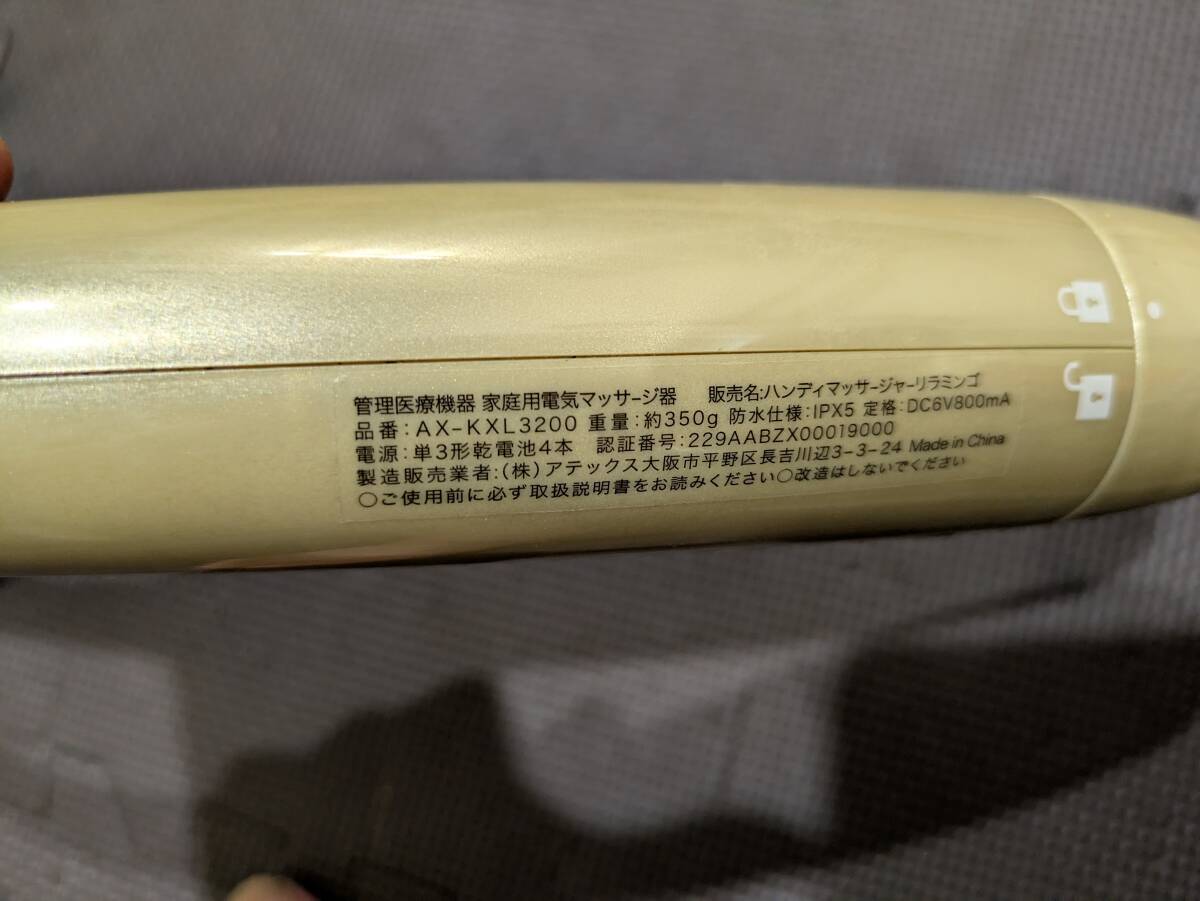 管理医療機器 家庭用電気マッサージ器 販売名:ハンディマッサージャーリラミンゴ
品番:AX-KXL3200 重量:約350g 防水仕様:IPX5 定格:DC6V800mA
電源:単3形乾電池4本 認証番号:229AABZX00019000
製造販売業者:(株)アテックス大阪市平野区長吉川辺3-3-24 Made in China
○ご使用前に必ず取扱説明書をお読みください○改造はしないでください